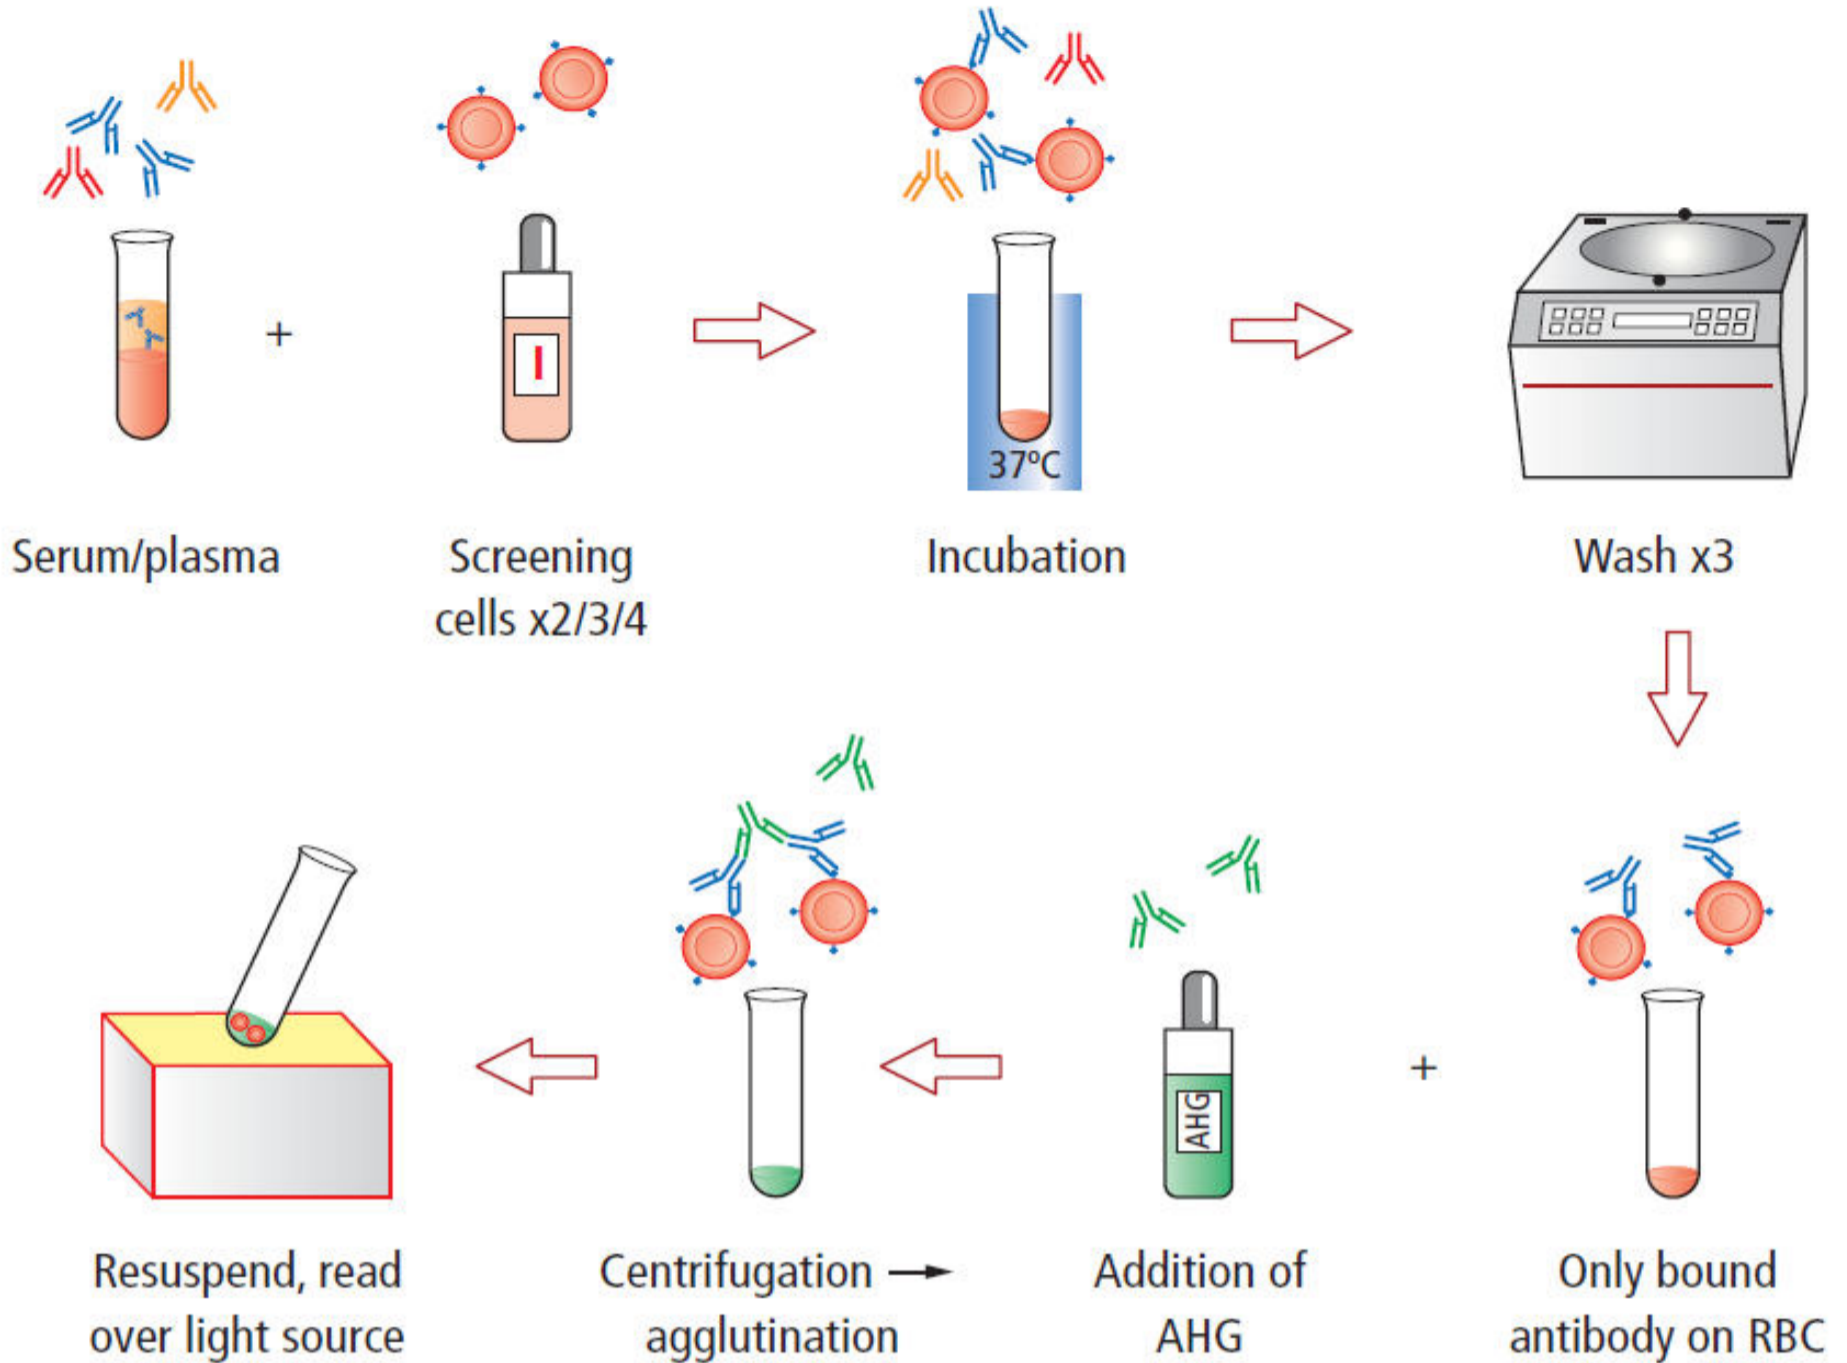 +
I
37ºC
Serum/plasma
Screening
cells x2/3/4
Incubation
Wash x3
+
AHG
Resuspend, read
over light source
Centrifugation →
agglutination
Addition of
AHG
Only bound
antibody on RBC